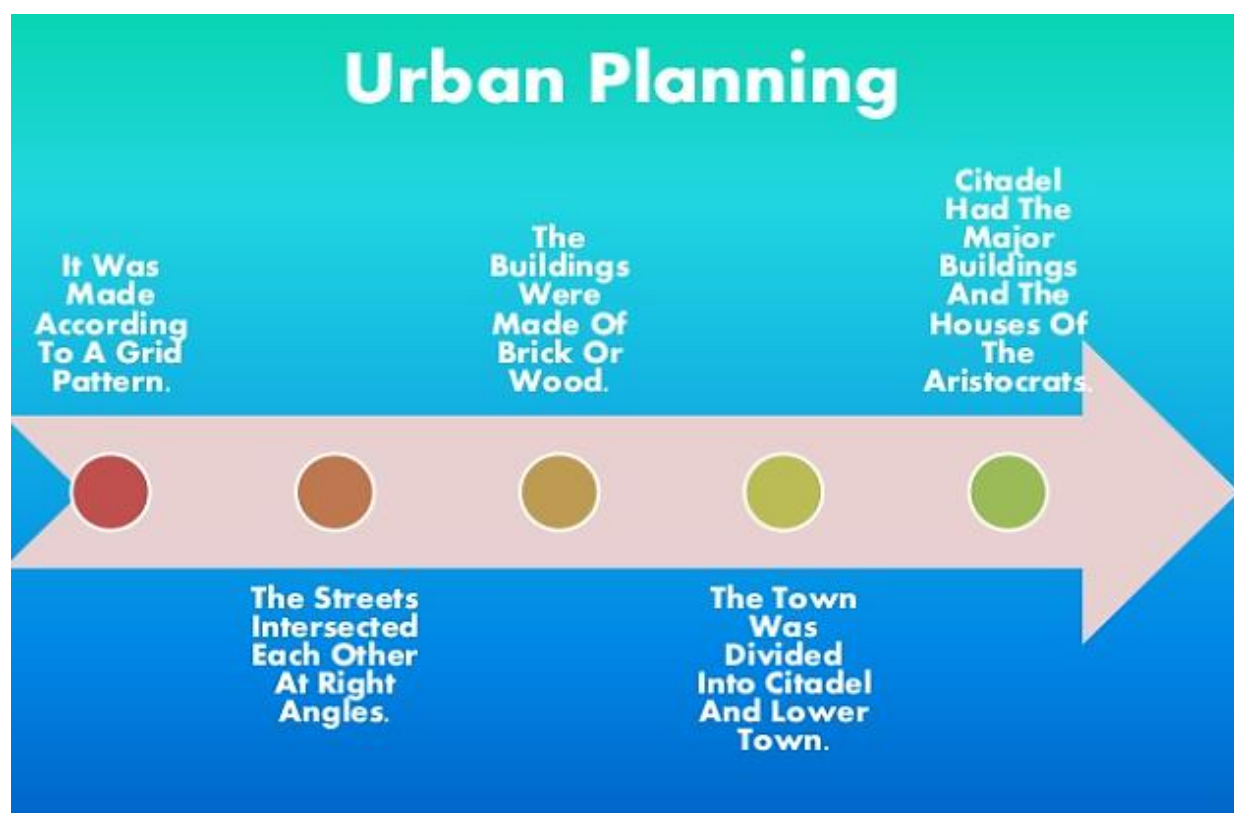 Urban Planning
It Was
Made
According
To A Grid
Pattern.
The Streets
Intersected
Each Other
At Right
Angles.
The
Buildings
Were
Made Of
Brick Or
Wood.
The Town
Was
Divided
Into Citadel
And Lower
Town.
Citadel
Had The
Major
Buildings
And The
Houses Of
The
Aristocrats.